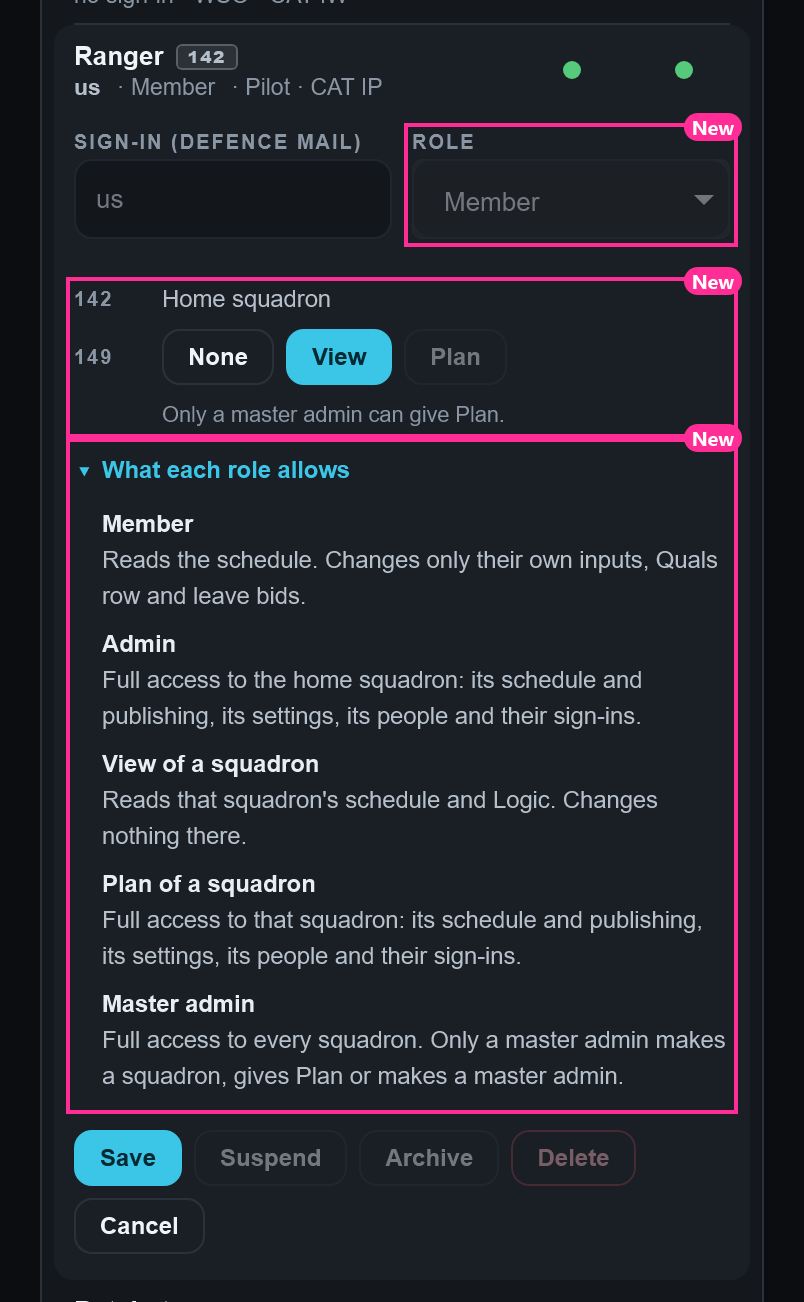 Ranger 142
us · Member · Pilot · CAT IP
SIGN-IN (DEFENCE MAIL)
us
New
ROLE
Member
New
142 Home squadron
149 None View Plan
Only a master admin can give Plan.
New
▼ What each role allows
Member
Reads the schedule. Changes only their own inputs, Quals
row and leave bids.
Admin
Full access to the home squadron: its schedule and
publishing, its settings, its people and their sign-ins.
View of a squadron
Reads that squadron's schedule and Logic. Changes
nothing there.
Plan of a squadron
Full access to that squadron: its schedule and publishing,
its settings, its people and their sign-ins.
Master admin
Full access to every squadron. Only a master admin makes
a squadron, gives Plan or makes a master admin.
Save Suspend Archive Delete
Cancel